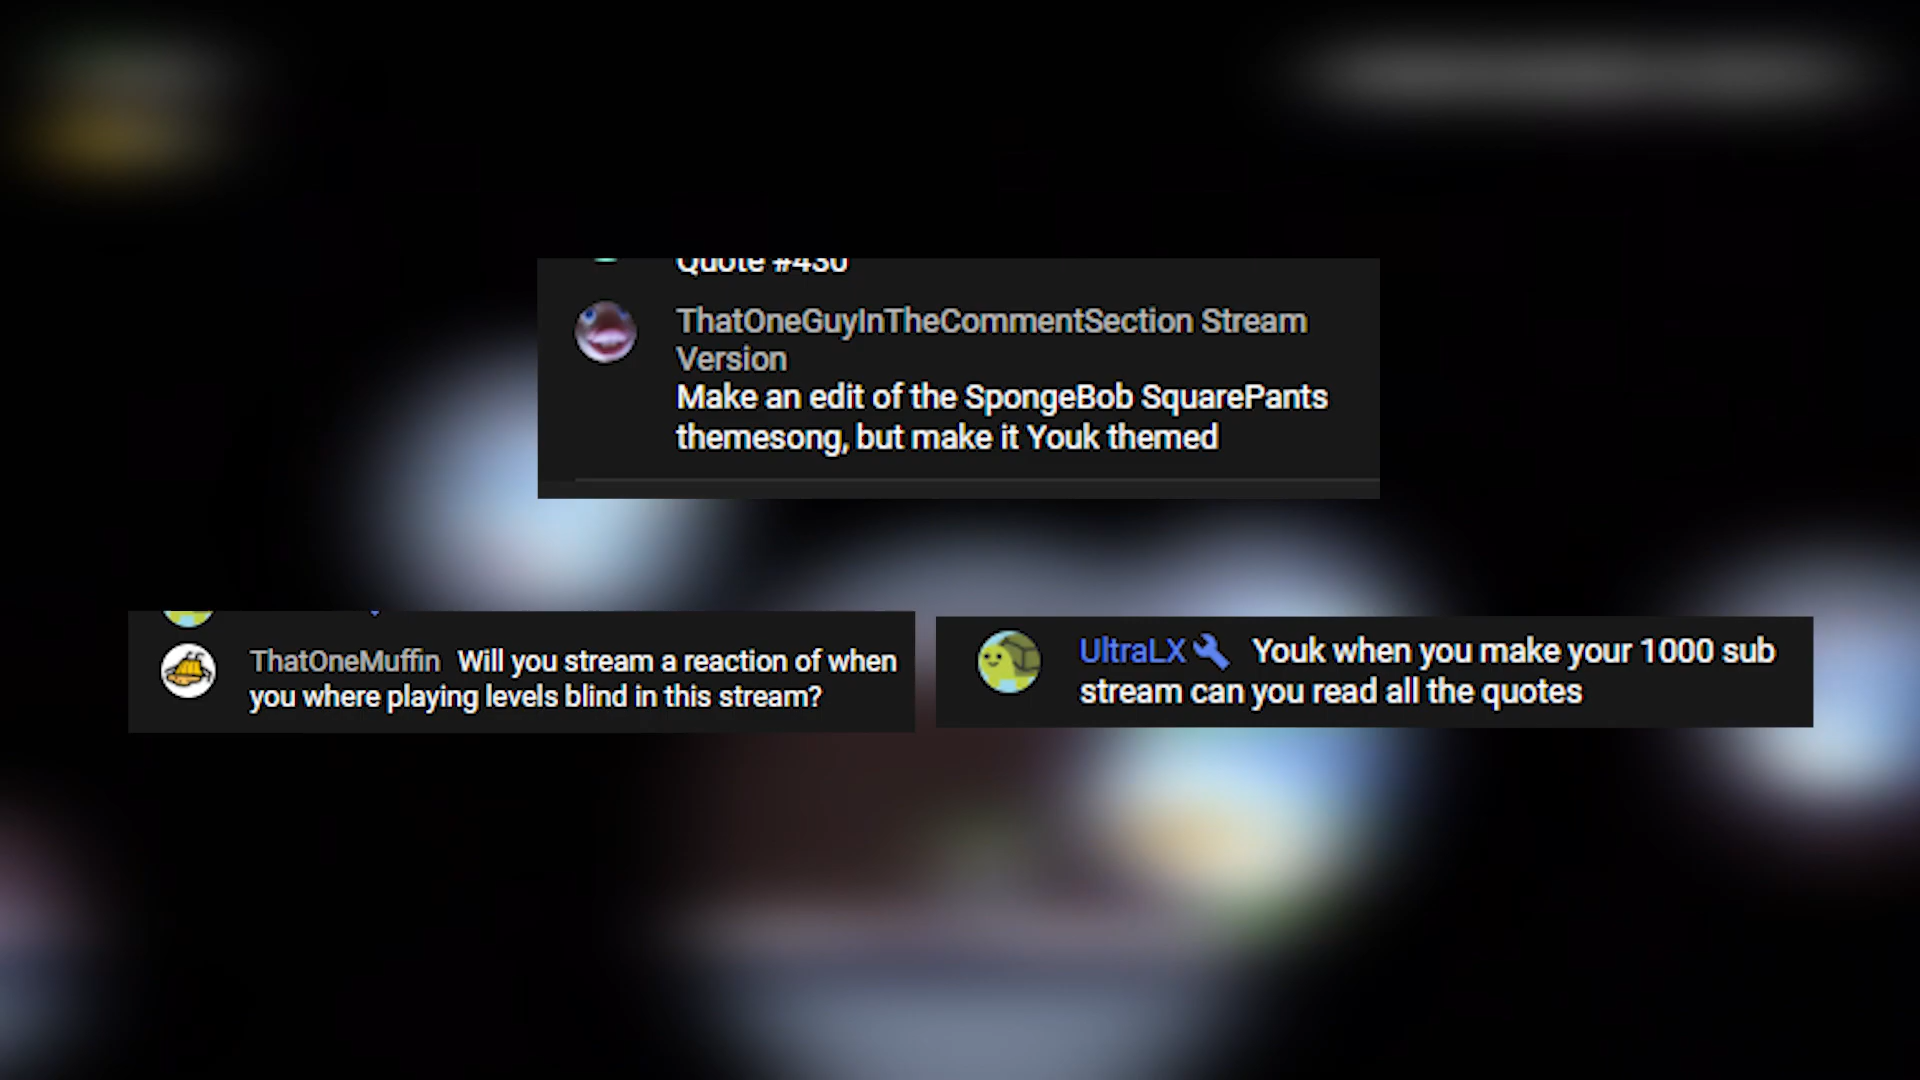 Quote #430
ThatOneGuyInTheCommentSection Stream
Version
Make an edit of the SpongeBob SquarePants
themesong, but make it Youk themed
ThatOneMuffin Will you stream a reaction of when
you where playing levels blind in this stream?
UltraLX Youk when you make your 1000 sub
stream can you read all the quotes